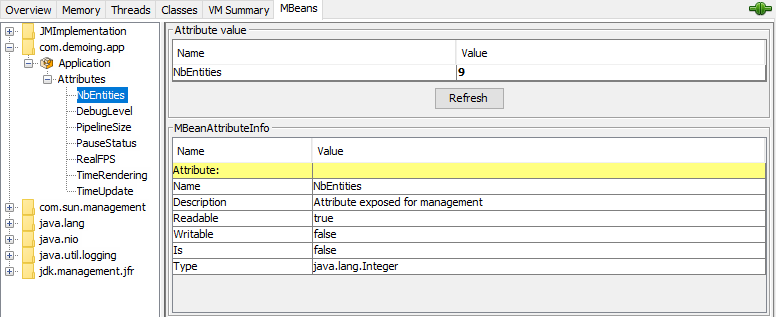 Overview Memory Threads Classes VM Summary MBeans
JMImplementation
com.demoing.app
Application
Attributes
NbEntities
DebugLevel
PipelineSize
PauseStatus
RealFPS
TimeRendering
TimeUpdate
com.sun.management
java.lang
java.nio
java.util.logging
jdk.management.jfr
Attribute value
Name Value
NbEntities 9
Refresh
MBeanAttributeInfo
Name Value
Attribute:
Name NbEntities
Description Attribute exposed for management
Readable true
Writable false
Is false
Type java.lang.Integer